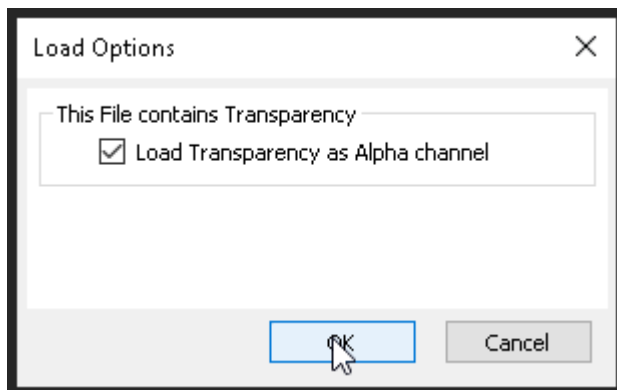 Load Options
This File contains Transparency
Load Transparency as Alpha channel
OK
Cancel